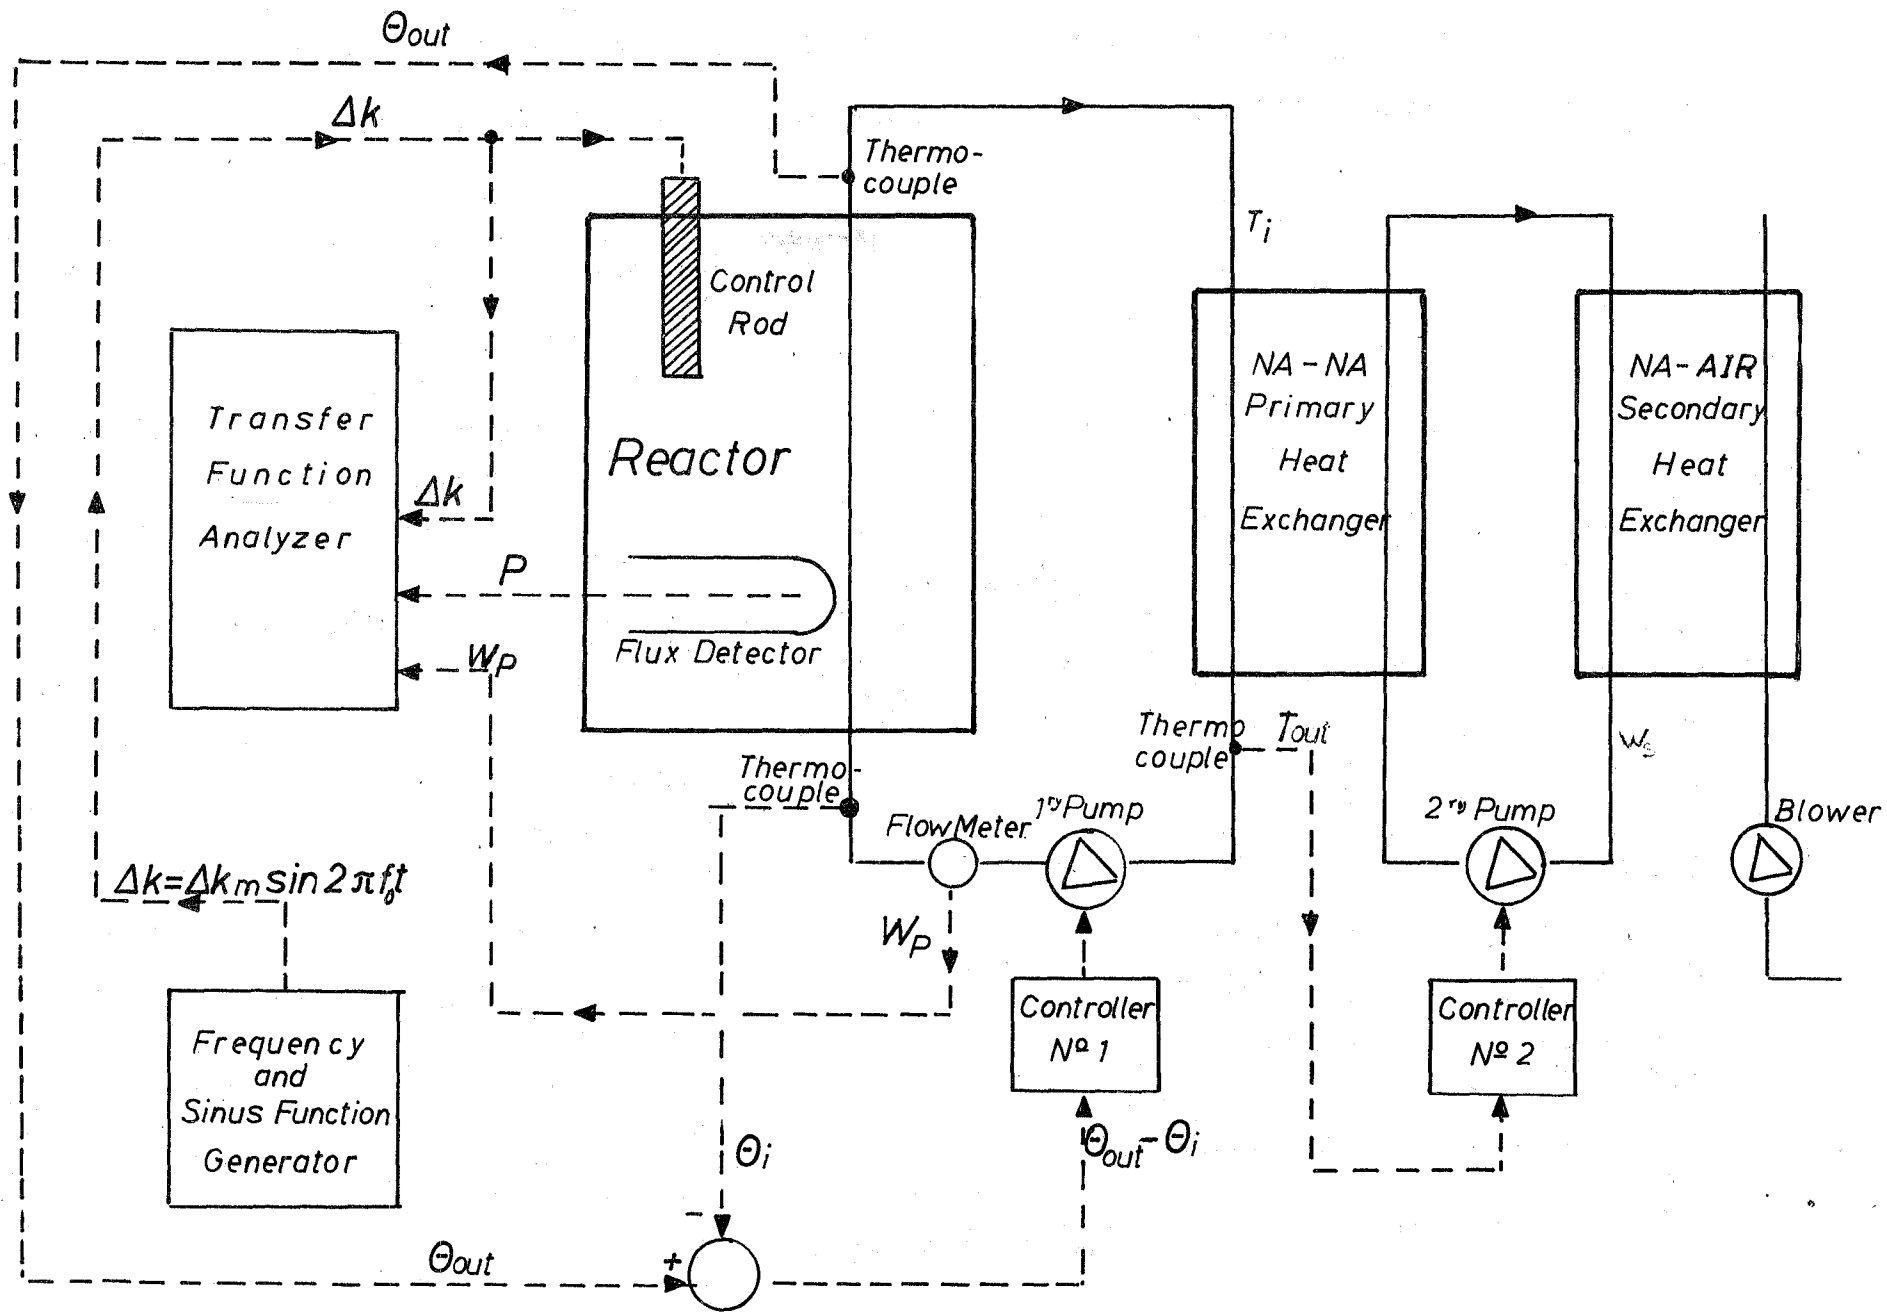 Θout
Δk
Thermo-
couple
Ti
Control
Rod
Transfer
Function
Analyzer
Reactor
NA-NA
Primary
Heat
Exchanger
NA-AIR
Secondary
Heat
Exchanger
Δk
P
Flux Detector
WP
Thermo
couple
Tout
Ws
Thermo-
couple
Flow Meter
1ry Pump
2ry Pump
Blower
Δk=Δkm sin 2πft
WP
Controller
Nº 1
Controller
Nº 2
Frequency
and
Sinus Function
Generator
Θi
Θout-Θi
-
Θout
+